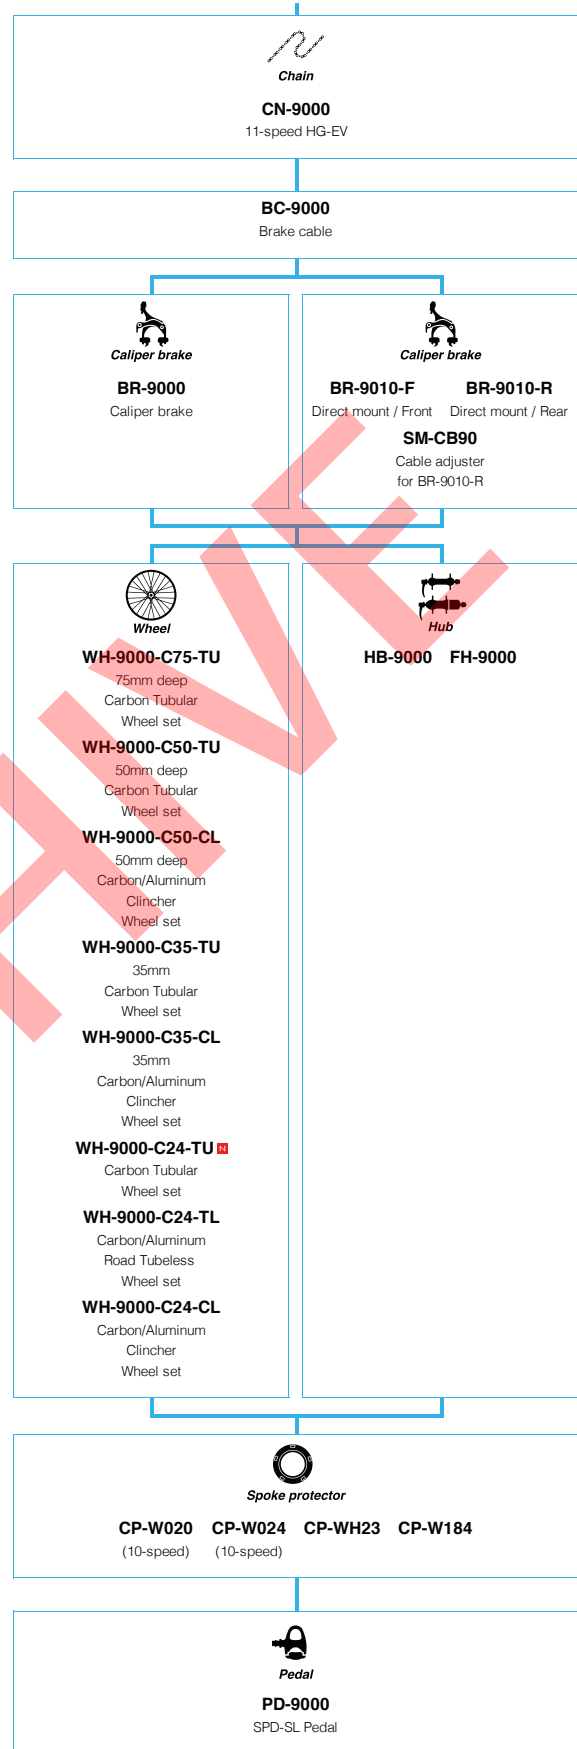 Chain
CN-9000
11-speed HG-EV
BC-9000
Brake cable
Caliper brake
BR-9000
Caliper brake
Caliper brake
BR-9010-F BR-9010-R
Direct mount / Front Direct mount / Rear
SM-CB90
Cable adjuster
for BR-9010-R
Wheel
WH-9000-C75-TU
75mm deep
Carbon Tubular
Wheel set
WH-9000-C50-TU
50mm deep
Carbon Tubular
Wheel set
WH-9000-C50-CL
50mm deep
Carbon/Aluminum
Clincher
Wheel set
WH-9000-C35-TU
35mm
Carbon Tubular
Wheel set
WH-9000-C35-CL
35mm
Carbon/Aluminum
Clincher
Wheel set
WH-9000-C24-TU N
Carbon Tubular
Wheel set
WH-9000-C24-TL
Carbon/Aluminum
Road Tubeless
Wheel set
WH-9000-C24-CL
Carbon/Aluminum
Clincher
Wheel set
Hub
HB-9000 FH-9000
Spoke protector
CP-W020 CP-W024 CP-WH23 CP-W184
(10-speed) (10-speed)
Pedal
PD-9000
SPD-SL Pedal
HIVE